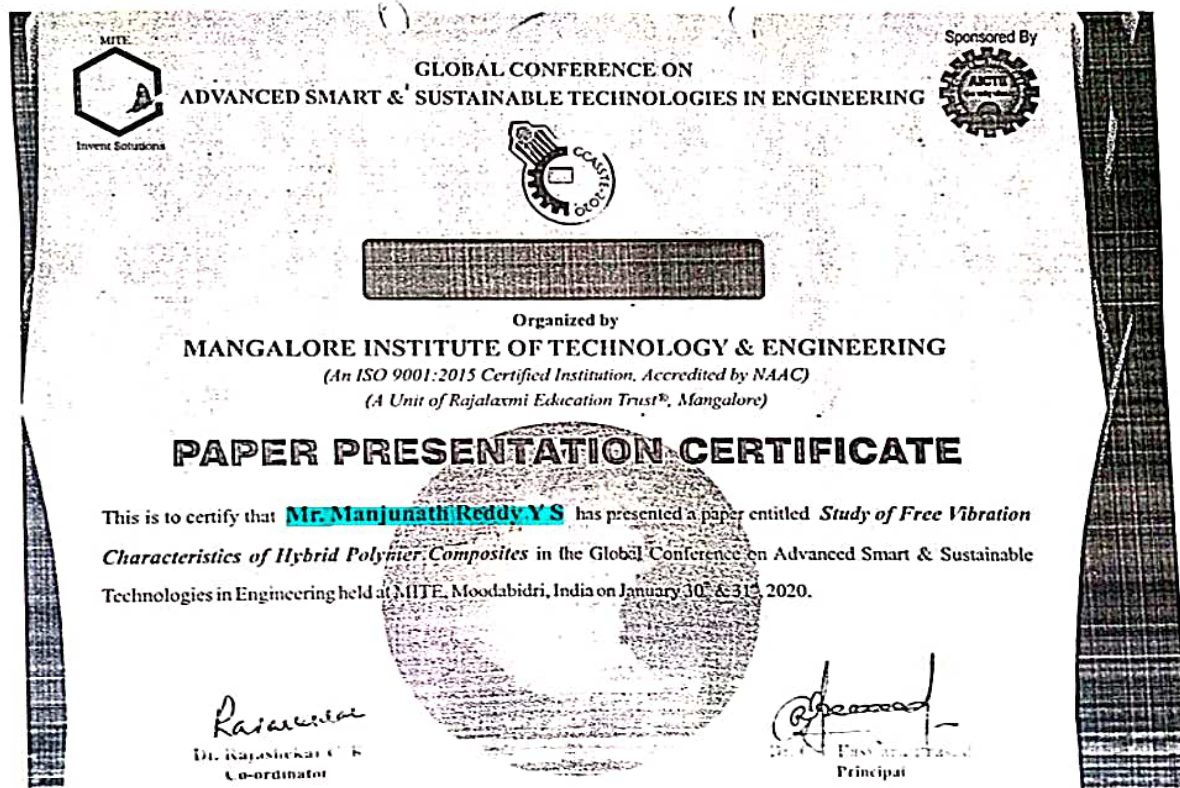 MITE
Invent Solutions
Sponsored By
AICTE
GLOBAL CONFERENCE ON
ADVANCED SMART & SUSTAINABLE TECHNOLOGIES IN ENGINEERING
Organized by
MANGALORE INSTITUTE OF TECHNOLOGY & ENGINEERING
(An ISO 9001:2015 Certified Institution, Accredited by NAAC)
(A Unit of Rajalaxmi Education Trust®, Mangalore)
PAPER PRESENTATION CERTIFICATE
This is to certify that Mr. Manjunath Reddy Y S has presented a paper entitled Study of Free Vibration
Characteristics of Hybrid Polymer Composites in the Global Conference on Advanced Smart & Sustainable
Technologies in Engineering held at MITE, Moodabidri, India on January 30 & 31, 2020.
Dr. Rajashekar C R
Co-ordinator
Principal